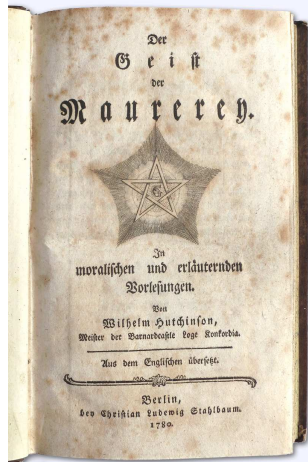 Der
Geist
der
Maurerey.
G
In
moralischen und erläuternden
Vorlesungen.
Von
Wilhelm Hutchinson,
Meister der Barnardcastle Loge Konkordia.
Aus dem Englischen übersetzt.
Berlin,
bey Christian Ludewig Stahlbaum.
1780.